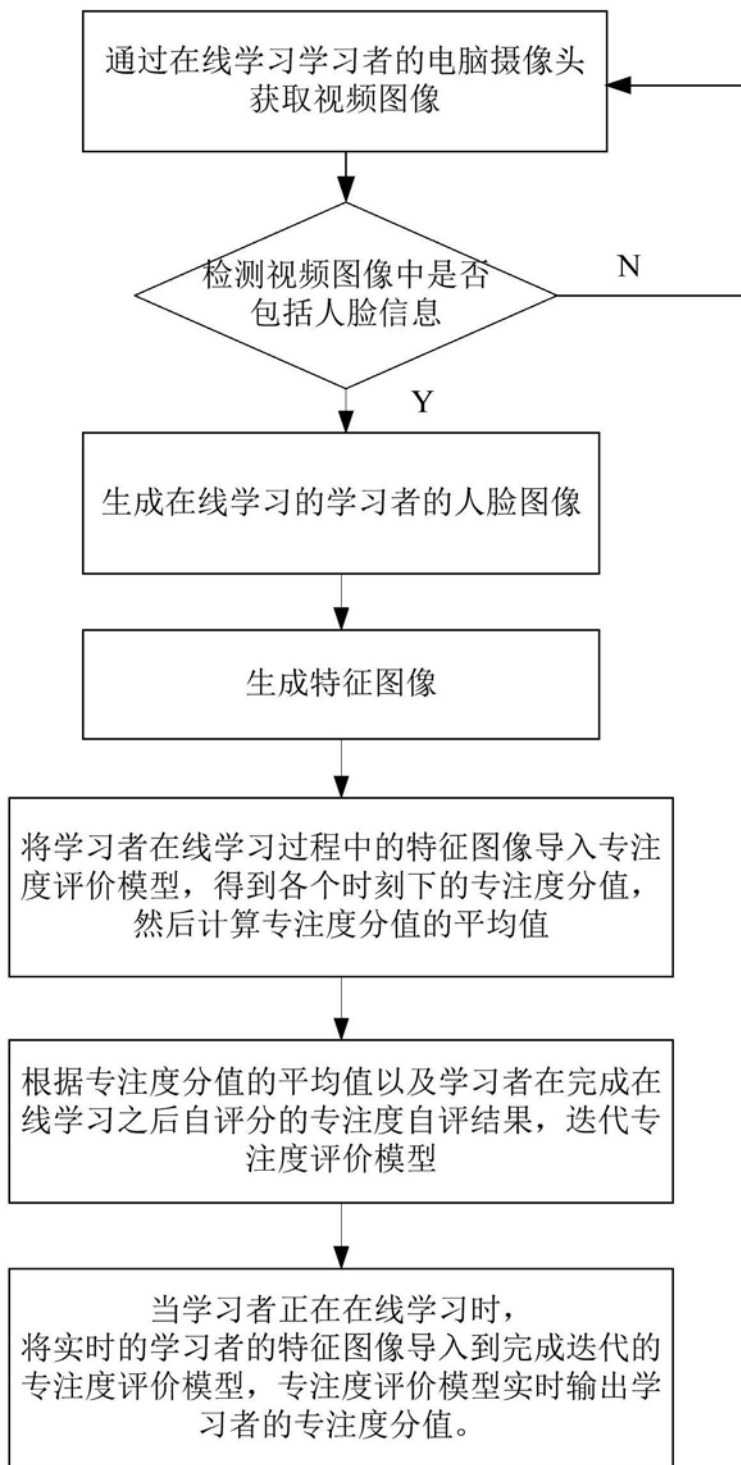 通过在线学习学习者的电脑摄像头
获取视频图像
检测视频图像中是否
包括人脸信息
N
Y
生成在线学习的学习者的人脸图像
生成特征图像
将学习者在线学习过程中的特征图像导入专注
度评价模型，得到各个时刻下的专注度分值，
然后计算专注度分值的平均值
根据专注度分值的平均值以及学习者在完成在
线学习之后自评分的专注度自评结果，迭代专
注度评价模型
当学习者正在在线学习时，
将实时的学习者的特征图像导入到完成迭代的
专注度评价模型，专注度评价模型实时输出学
习者的专注度分值。